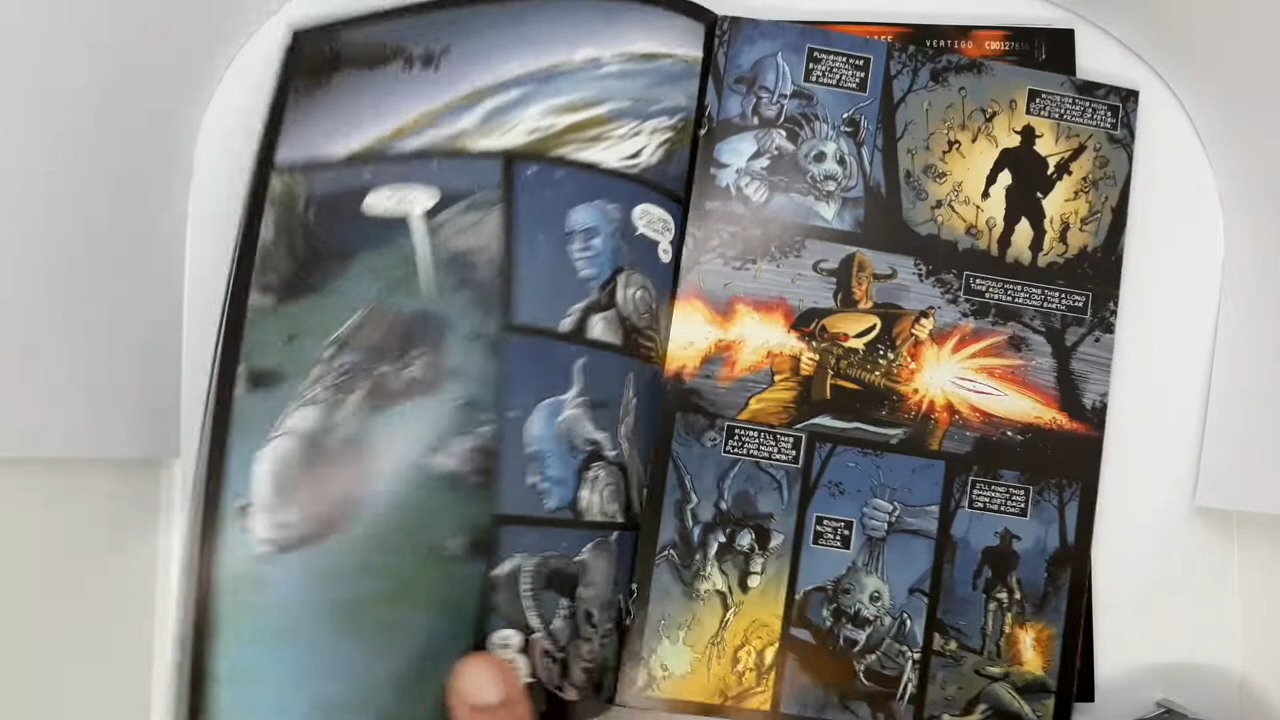 LIFE
VERTIGO CD0127856
PUNISHER WAR
JOURNAL:
EVERY MONSTER
ON THIS ROCK
IS GENE JUNK.
WHOEVER THIS HIGH
EVOLUTIONARY IS, HE'S
GOT SOME KIND OF FETISH
TO BE DR. FRANKENSTEIN.
I SHOULD HAVE DONE THIS A LONG
TIME AGO. FLUSH OUT THE SOLAR
SYSTEM AROUND EARTH.
MAYBE I'LL TAKE
A VACATION ONE
DAY AND NUKE THIS
PLACE FROM ORBIT.
RIGHT
NOW, I'M
ON A
CLOCK.
I'LL FIND THIS
SHARKBOT AND
THEN GET BACK
ON THE ROAD.